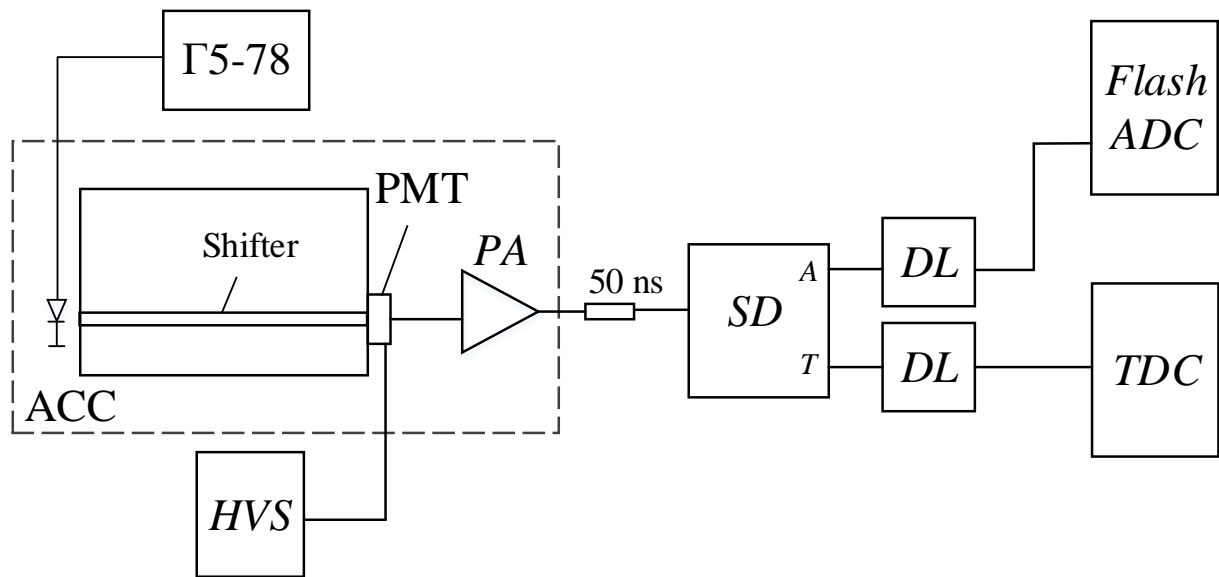 Г5-78
Flash
ADC
PMT
Shifter
PA
50 ns
A
DL
SD
T
DL
TDC
ACC
HVS